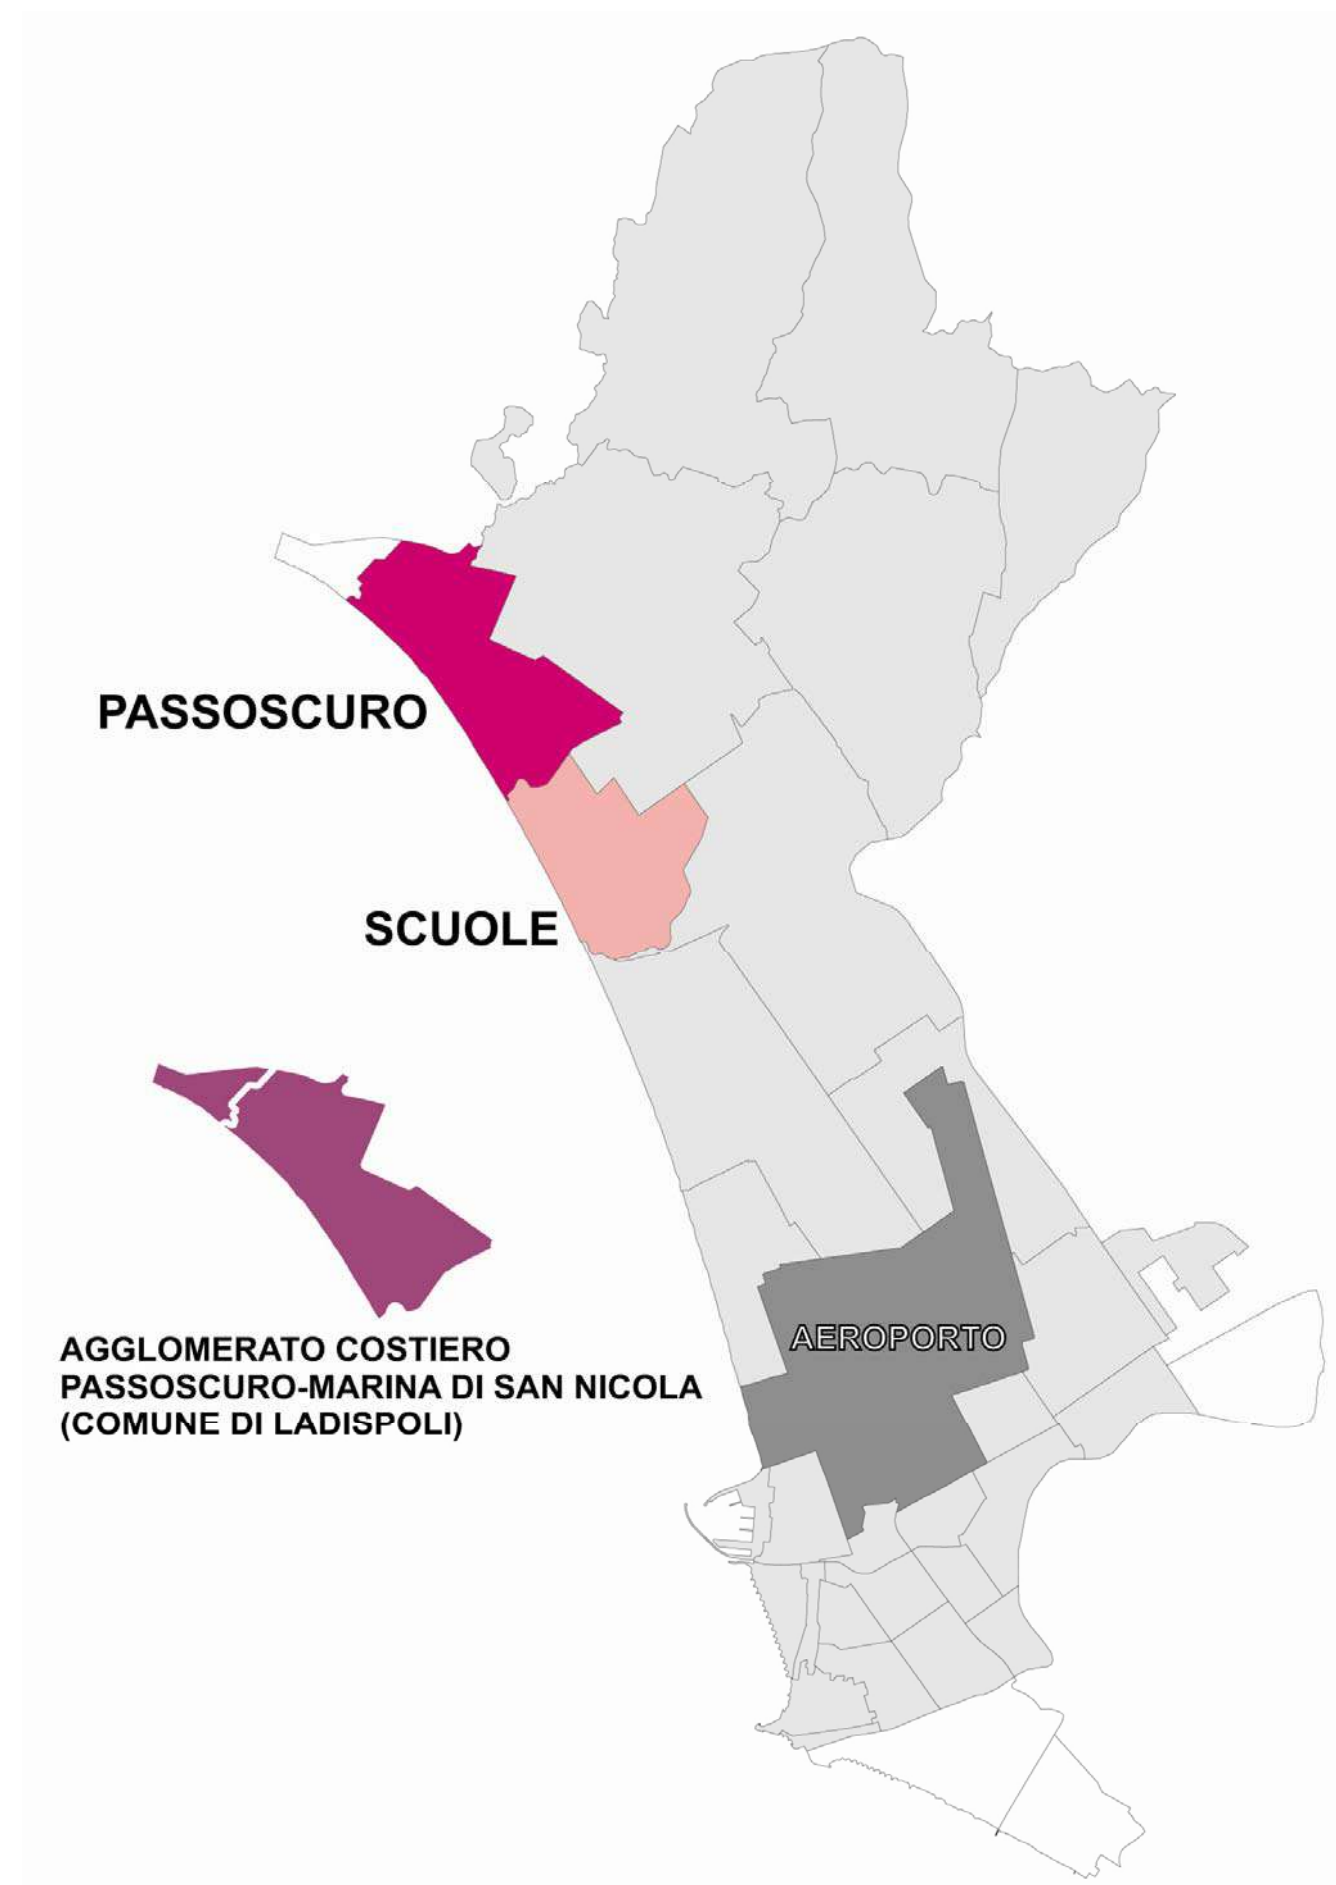 PASSOSCURO
SCUOLE
AGGLOMERATO COSTIERO
PASSOSCURO-MARINA DI SAN NICOLA
(COMUNE DI LADISPOLI)
AEROPORTO